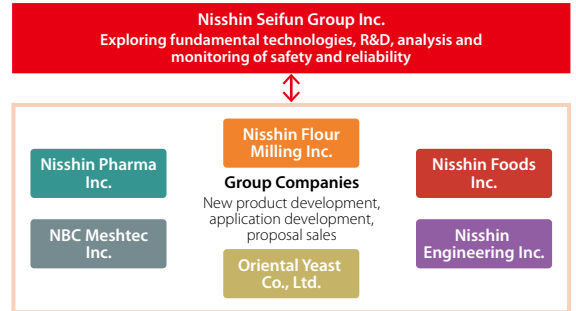 Nisshin Seifun Group Inc.
Exploring fundamental technologies, R&D, analysis and
monitoring of safety and reliability
Nisshin Flour
Milling Inc.
Nisshin Pharma
Inc.
Nisshin Foods
Inc.
Group Companies
New product development,
application development,
proposal sales
NBC Meshtec
Inc.
Nisshin
Engineering Inc.
Oriental Yeast
Co., Ltd.